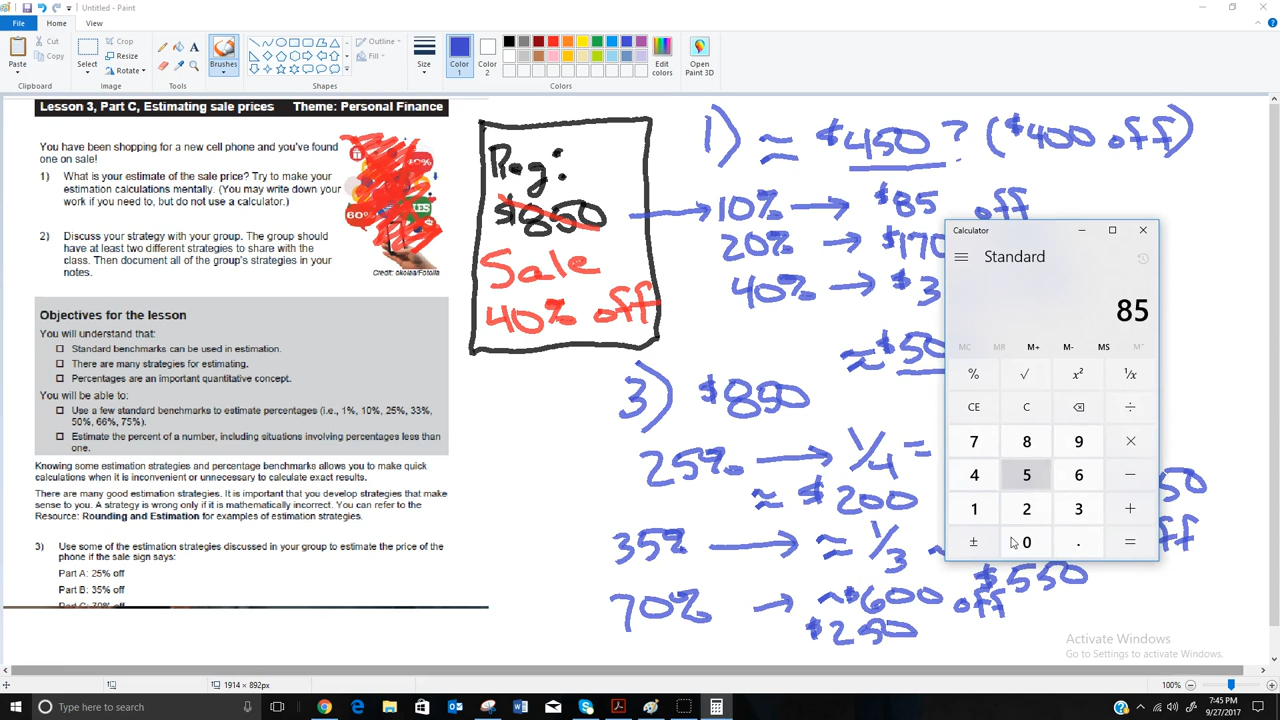 Untitled - Paint
File
Home
View
Paste
Cut
Copy
Clipboard
Select
Crop
Resize
Rotate
Image
A
Tools
Brushes
Outline
Fill
Shapes
Size
Color 1
Color 2
Edit colors
Open Paint 3D
Colors
Lesson 3, Part C, Estimating sale prices Theme: Personal Finance
You have been shopping for a new cell phone and you've found
one on sale!
1) What is your estimate of the sale price? Try to make your
estimation calculations mentally. (You may write down your
work if you need to, but do not use a calculator.)
2) Discuss your strategy with your group. The group should
have at least two different strategies to share with the
class. Then document all of the group's strategies in your
notes.
60%
Credit: okolaa/Fotolia
Objectives for the lesson
You will understand that:
Standard benchmarks can be used in estimation.
There are many strategies for estimating.
Percentages are an important quantitative concept.
You will be able to:
Use a few standard benchmarks to estimate percentages (i.e., 1%, 10%, 25%, 33%,
50%, 66%, 75%).
Estimate the percent of a number, including situations involving percentages less than
one.
Knowing some estimation strategies and percentage benchmarks allows you to make quick
calculations when it is inconvenient or unnecessary to calculate exact results.
There are many good estimation strategies. It is important that you develop strategies that make
sense to you. A strategy is wrong only if it is mathematically incorrect. You can refer to the
Resource: Rounding and Estimation for examples of estimation strategies.
3) Use some of the estimation strategies discussed in your group to estimate the price of the
phone if the sale sign says:
Part A: 25% off
Part B: 35% off
Part C: 70% off
Reg:
$850
Sale
40% off
1) ≈ $450 ? ($400 off)
10% → $85 off
20% → $170
40% → $3
≈ $50
3) $850
25% → 1/4 =
≈ $200
50
35% → ≈ 1/3 ~
ff
$550
70% → ~$600 off
$250
Calculator
Standard
85
MC MR M+ M- MS M
% √ x² ¹/x
CE C ÷
7 8 9 ×
4 5 6 −
1 2 3 +
± 0 . =
Activate Windows
Go to Settings to activate Windows.
1914 × 892px
100%
Type here to search
7:45 PM
9/27/2017